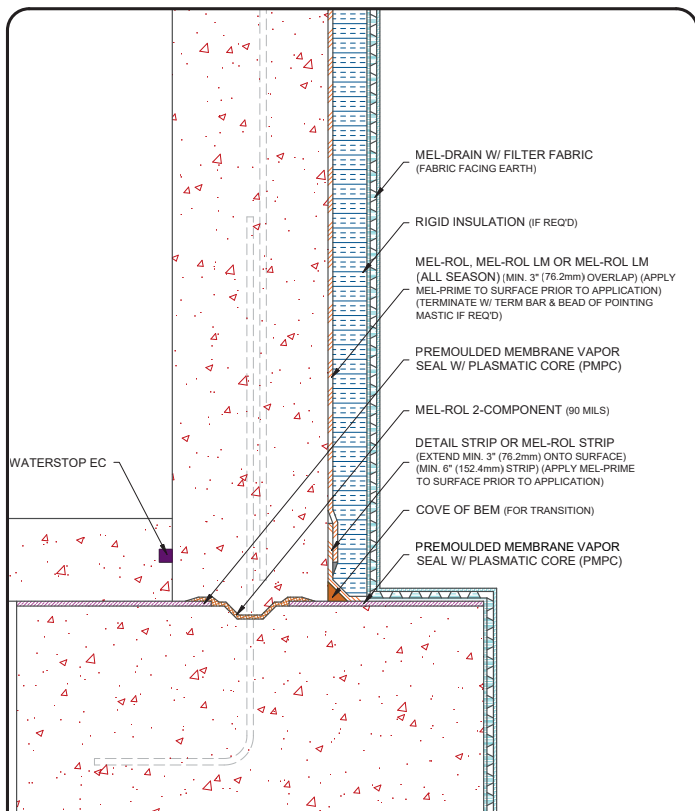 MEL-DRAIN W/ FILTER FABRIC
(FABRIC FACING EARTH)
RIGID INSULATION (IF REQ'D)
MEL-ROL, MEL-ROL LM OR MEL-ROL LM
(ALL SEASON) (MIN. 3" (76.2mm) OVERLAP) (APPLY
MEL-PRIME TO SURFACE PRIOR TO APPLICATION)
(TERMINATE W/ TERM BAR & BEAD OF POINTING
MASTIC IF REQ'D)
PREMOULDED MEMBRANE VAPOR
SEAL W/ PLASMATIC CORE (PMPC)
MEL-ROL 2-COMPONENT (90 MILS)
DETAIL STRIP OR MEL-ROL STRIP
(EXTEND MIN. 3" (76.2mm) ONTO SURFACE)
(MIN. 6" (152.4mm) STRIP) (APPLY MEL-PRIME
TO SURFACE PRIOR TO APPLICATION)
WATERSTOP EC
COVE OF BEM (FOR TRANSITION)
PREMOULDED MEMBRANE VAPOR
SEAL W/ PLASMATIC CORE (PMPC)